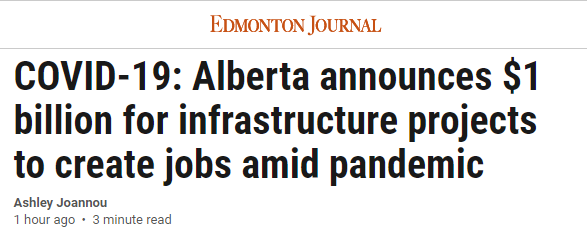 EDMONTON JOURNAL
COVID-19: Alberta announces $1
billion for infrastructure projects
to create jobs amid pandemic
Ashley Joannou
1 hour ago • 3 minute read